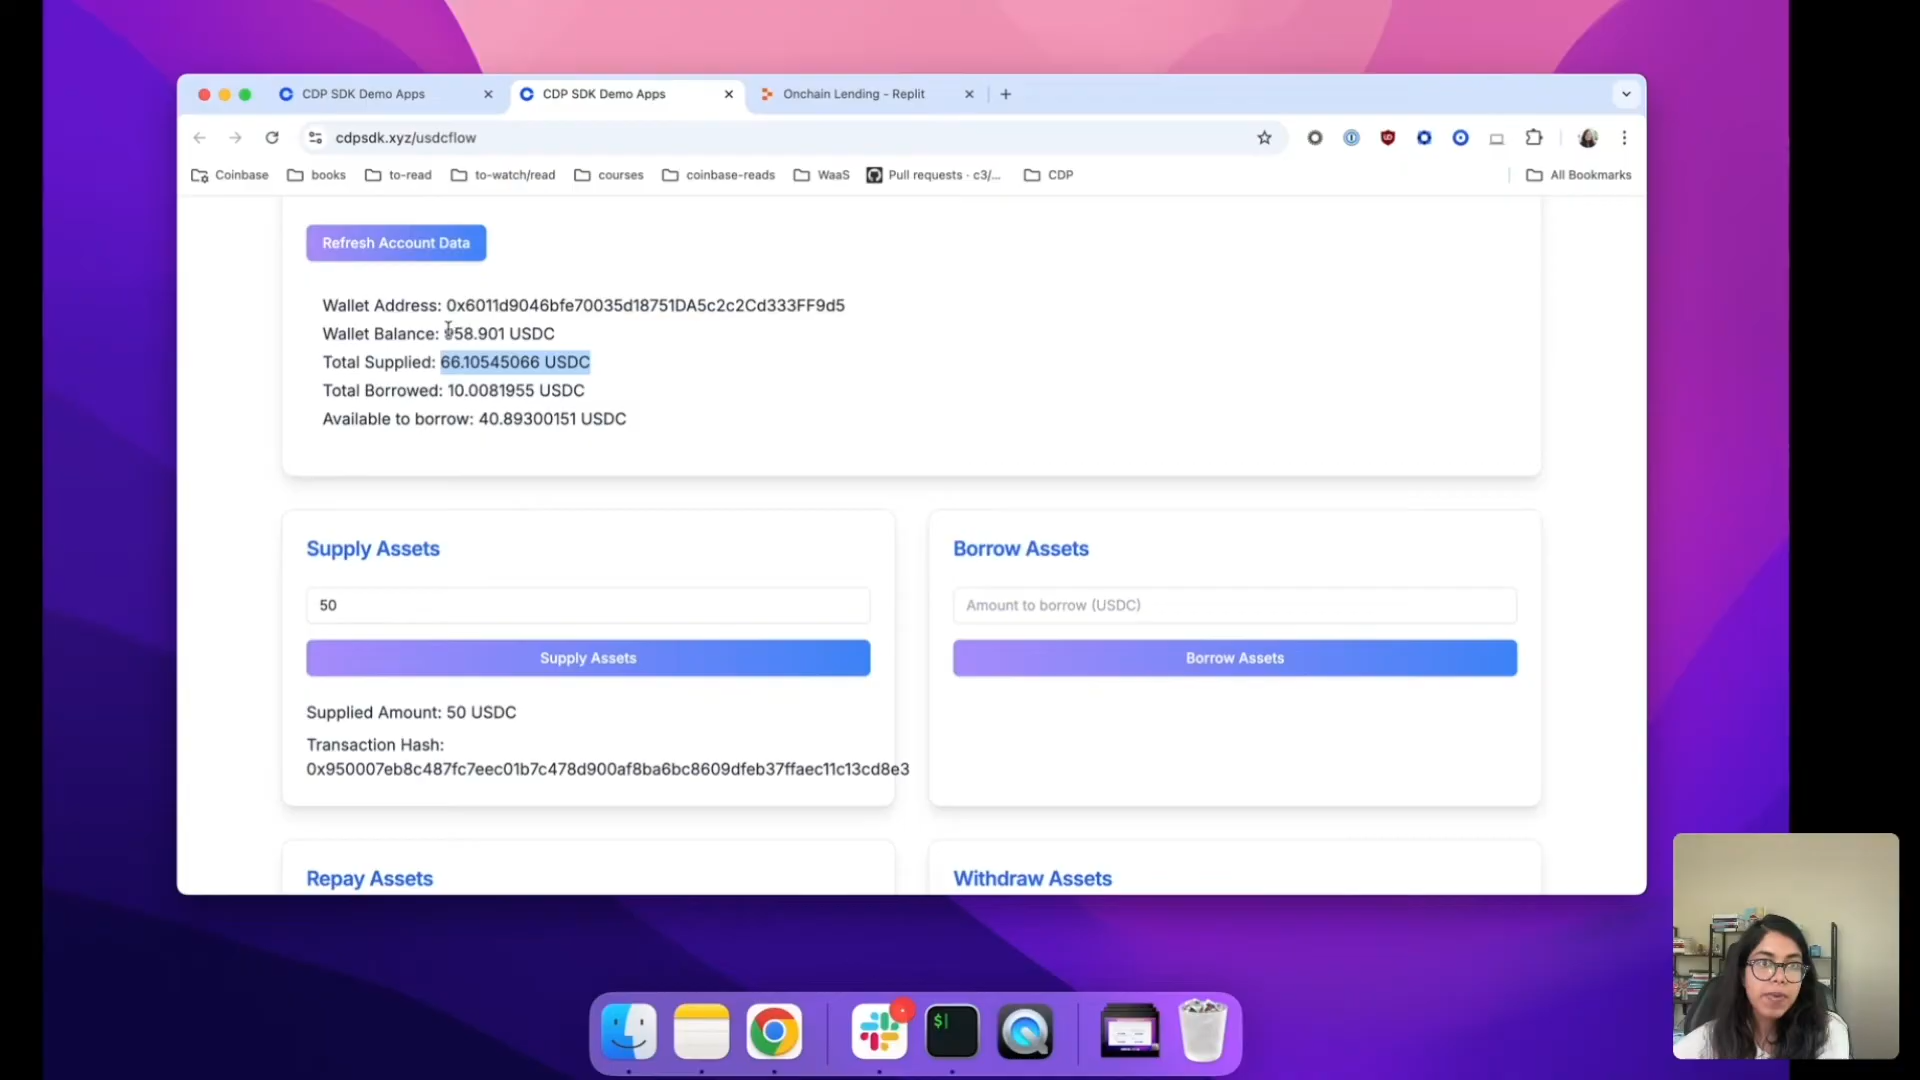 CDP SDK Demo Apps
CDP SDK Demo Apps
Onchain Lending - Replit
cdpsdk.xyz/usdcflow
Coinbase
books
to-read
to-watch/read
courses
coinbase-reads
WaaS
Pull requests · c3/...
CDP
All Bookmarks
Refresh Account Data
Wallet Address: 0x6011d9046bfe70035d18751DA5c2c2Cd333FF9d5
Wallet Balance: 958.901 USDC
Total Supplied: 66.10545066 USDC
Total Borrowed: 10.0081955 USDC
Available to borrow: 40.89300151 USDC
Supply Assets
50
Supply Assets
Supplied Amount: 50 USDC
Transaction Hash:
0x950007eb8c487fc7eec01b7c478d900af8ba6bc8609dfeb37ffaec11c13cd8e3
Borrow Assets
Amount to borrow (USDC)
Borrow Assets
Repay Assets
Withdraw Assets
$